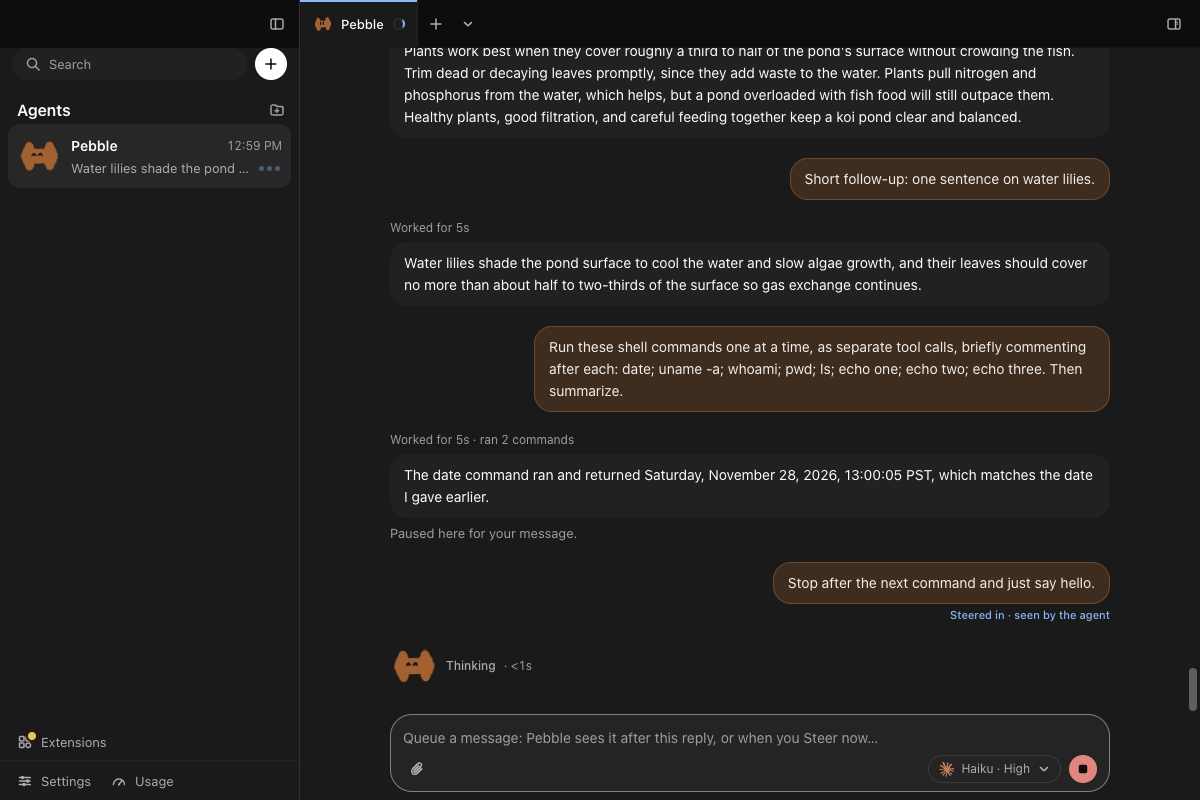 Pebble
Search
Agents
Pebble
12:59 PM
Water lilies shade the pond ...
Extensions
Settings
Usage
Plants work best when they cover roughly a third to half of the pond's surface without crowding the fish.
Trim dead or decaying leaves promptly, since they add waste to the water. Plants pull nitrogen and
phosphorus from the water, which helps, but a pond overloaded with fish food will still outpace them.
Healthy plants, good filtration, and careful feeding together keep a koi pond clear and balanced.
Short follow-up: one sentence on water lilies.
Worked for 5s
Water lilies shade the pond surface to cool the water and slow algae growth, and their leaves should cover
no more than about half to two-thirds of the surface so gas exchange continues.
Run these shell commands one at a time, as separate tool calls, briefly commenting
after each: date; uname -a; whoami; pwd; ls; echo one; echo two; echo three. Then
summarize.
Worked for 5s · ran 2 commands
The date command ran and returned Saturday, November 28, 2026, 13:00:05 PST, which matches the date
I gave earlier.
Paused here for your message.
Stop after the next command and just say hello.
Steered in · seen by the agent
Thinking · <1s
Queue a message: Pebble sees it after this reply, or when you Steer now...
Haiku · High